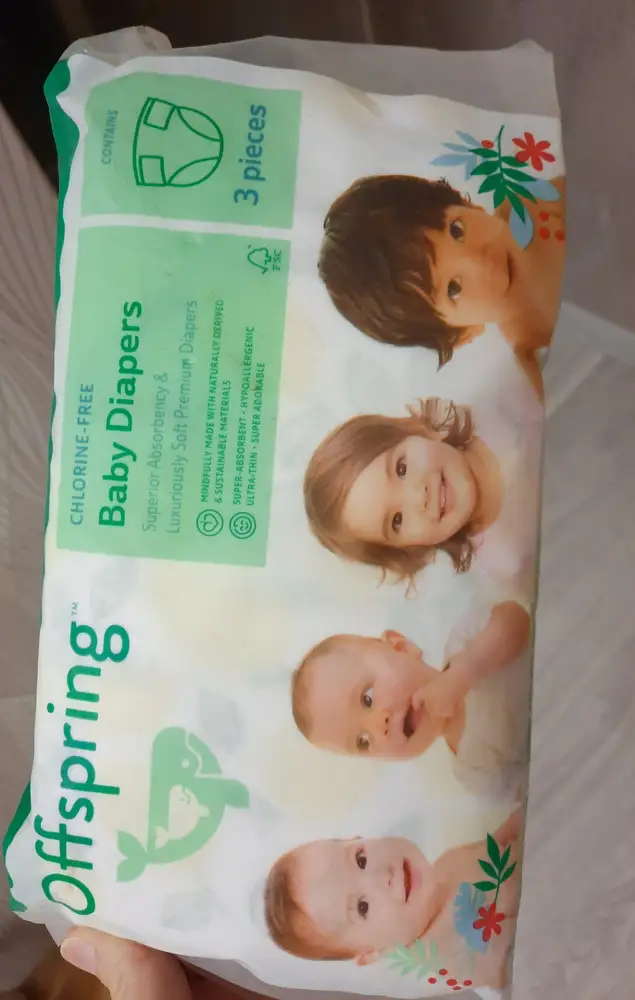 Offspring™
CHLORINE-FREE
Baby Diapers
Superior Absorbency &
Luxuriously Soft Premium Diapers
MINDFULLY MADE WITH NATURALLY DERIVED
& SUSTAINABLE MATERIALS
SUPER-ABSORBENT • HYPOALLERGENIC
ULTRA-THIN • SUPER ADORABLE
FSC
CONTAINS
3 pieces